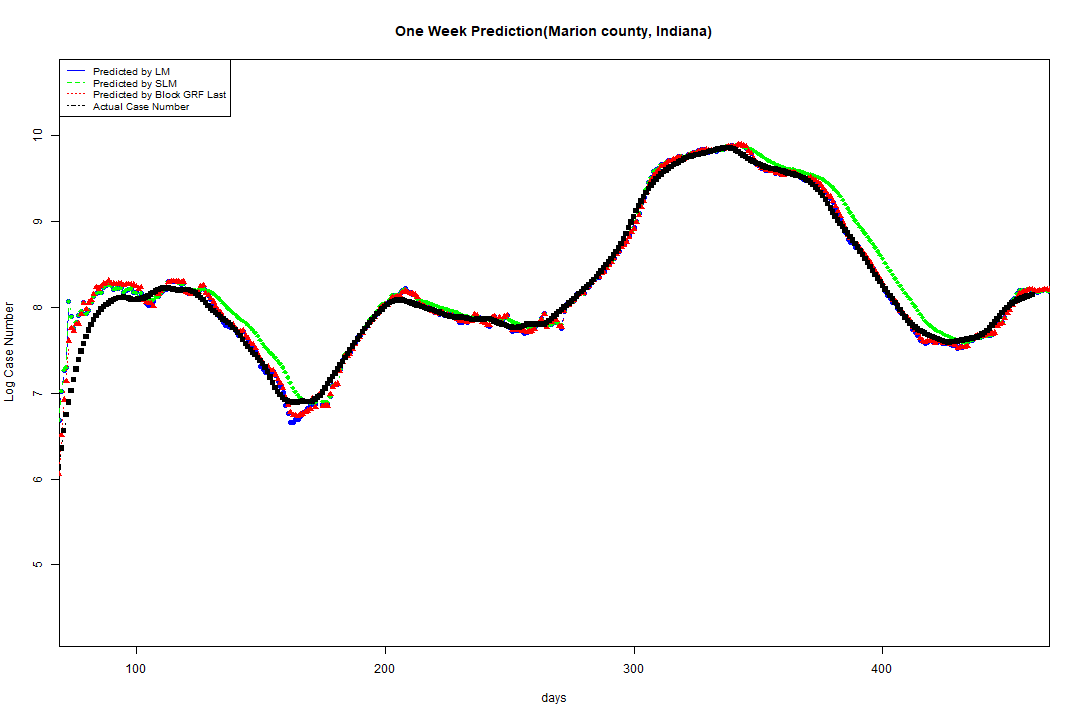 One Week Prediction(Marion county, Indiana)
Predicted by LM
Predicted by SLM
Predicted by Block GRF Last
Actual Case Number
10
9
8
7
6
5
Log Case Number
100 200 300 400
days